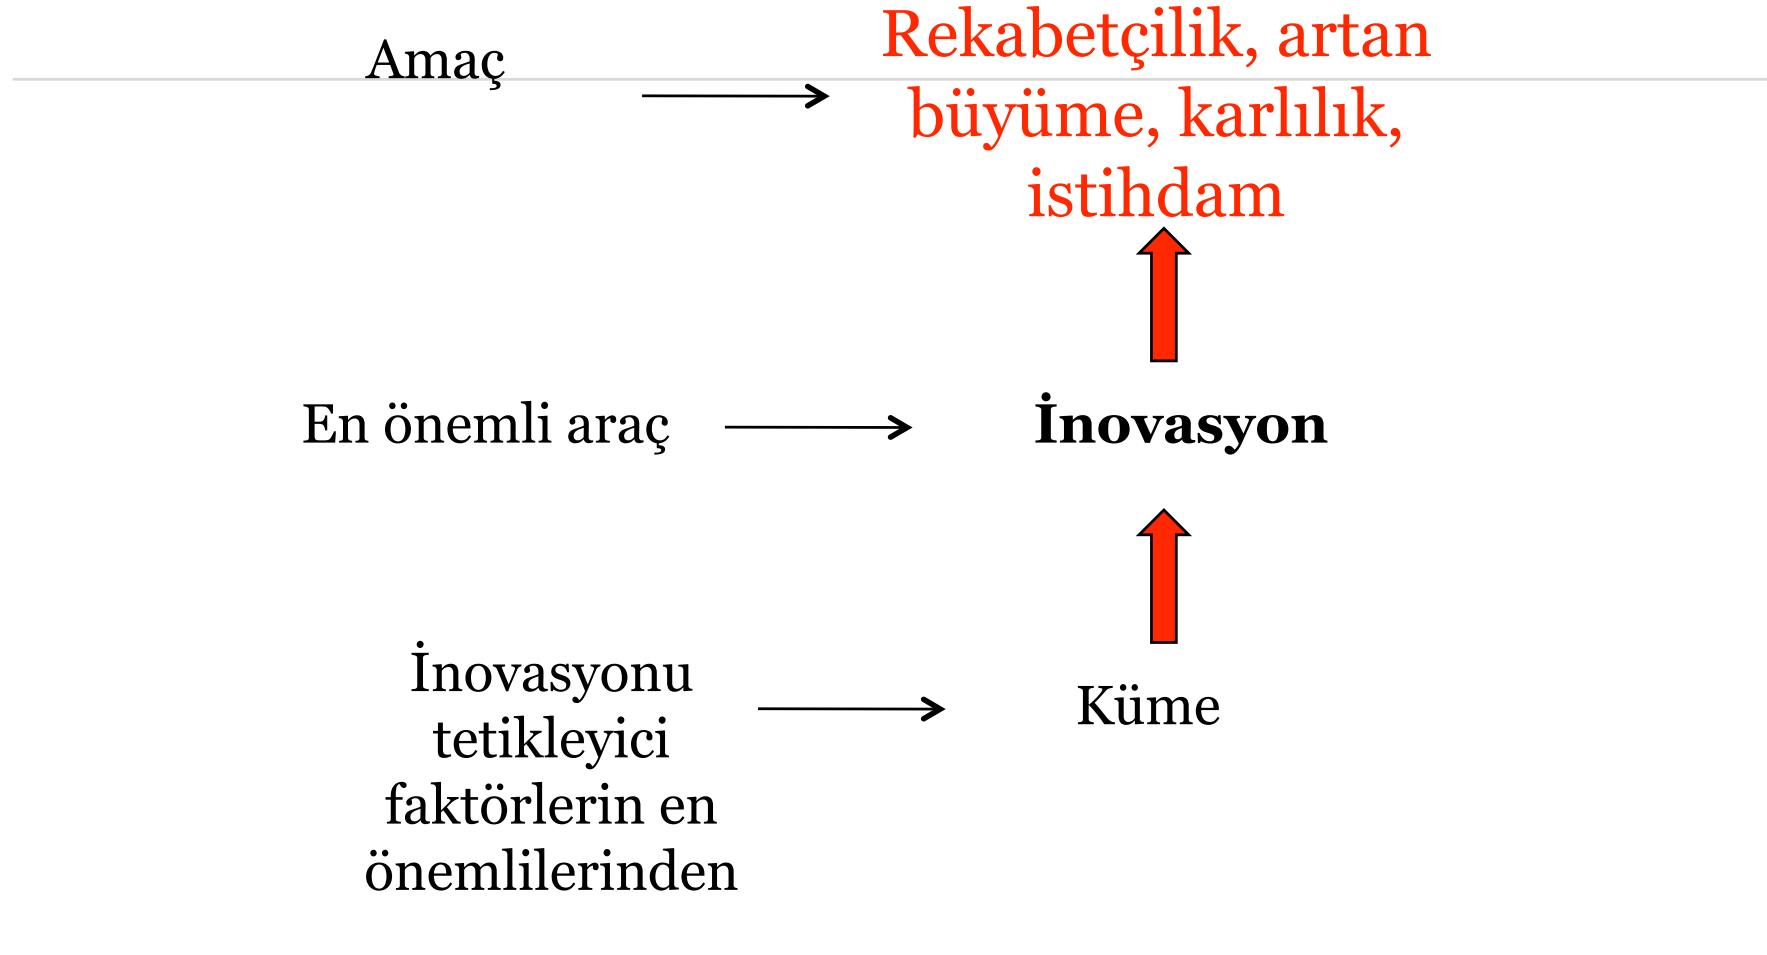 Amaç
Rekabetçilik, artan
büyüme, karlılık,
istihdam
En önemli araç
İnovasyon
İnovasyonu
tetikleyici
faktörlerin en
önemlilerinden
Küme